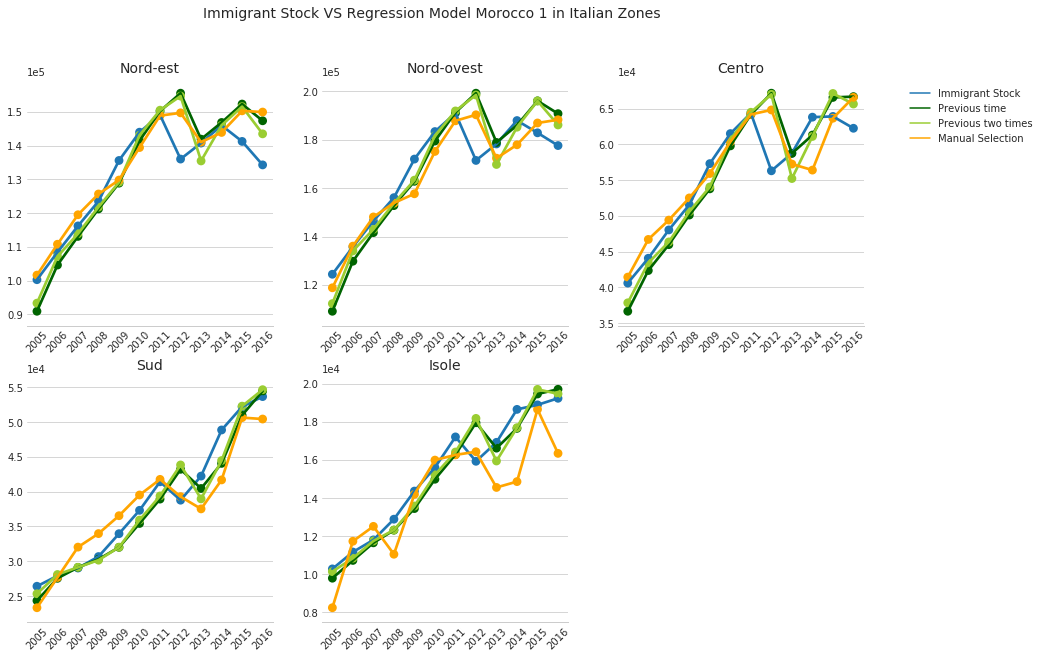 Immigrant Stock VS Regression Model Morocco 1 in Italian Zones
Nord-est
1e5
1.5
1.4
1.3
1.2
1.1
1.0
0.9
2005 2006 2007 2008 2009 2010 2011 2012 2013 2014 2015 2016
Nord-ovest
1e5
2.0
1.8
1.6
1.4
1.2
2005 2006 2007 2008 2009 2010 2011 2012 2013 2014 2015 2016
Centro
1e4
6.5
6.0
5.5
5.0
4.5
4.0
3.5
2005 2006 2007 2008 2009 2010 2011 2012 2013 2014 2015 2016
Immigrant Stock
Previous time
Previous two times
Manual Selection
Sud
1e4
5.5
5.0
4.5
4.0
3.5
3.0
2.5
2005 2006 2007 2008 2009 2010 2011 2012 2013 2014 2015 2016
Isole
1e4
2.0
1.8
1.6
1.4
1.2
1.0
0.8
2005 2006 2007 2008 2009 2010 2011 2012 2013 2014 2015 2016